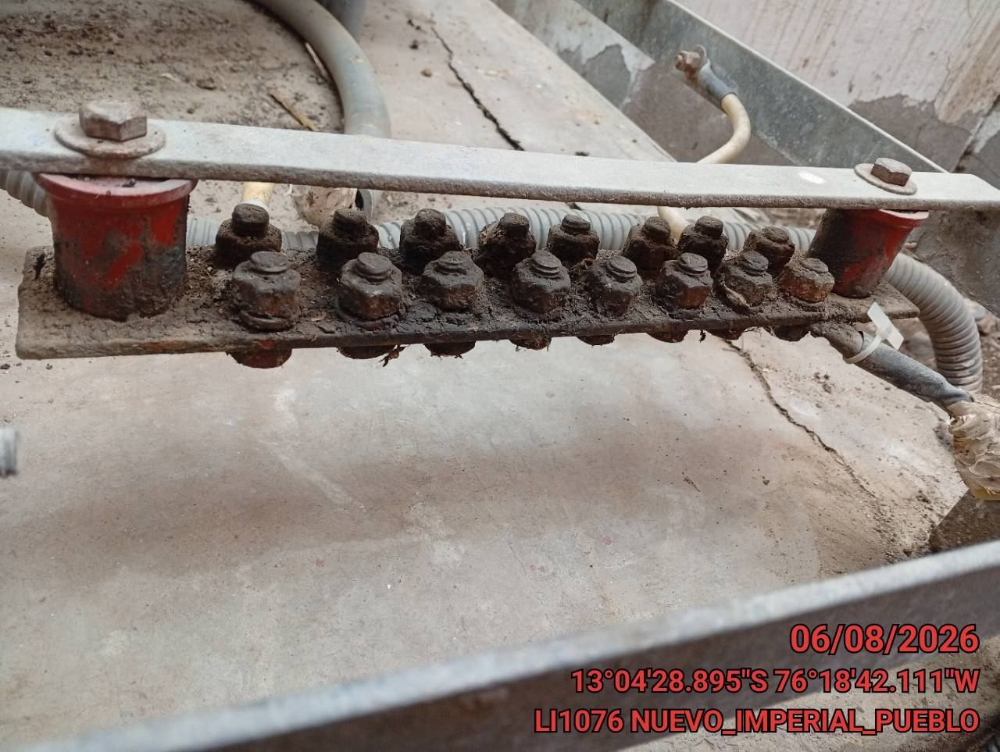 06/08/2026
13°04'28.895"S 76°18'42.111"W
LI1076 NUEVO_IMPERIAL_PUEBLO